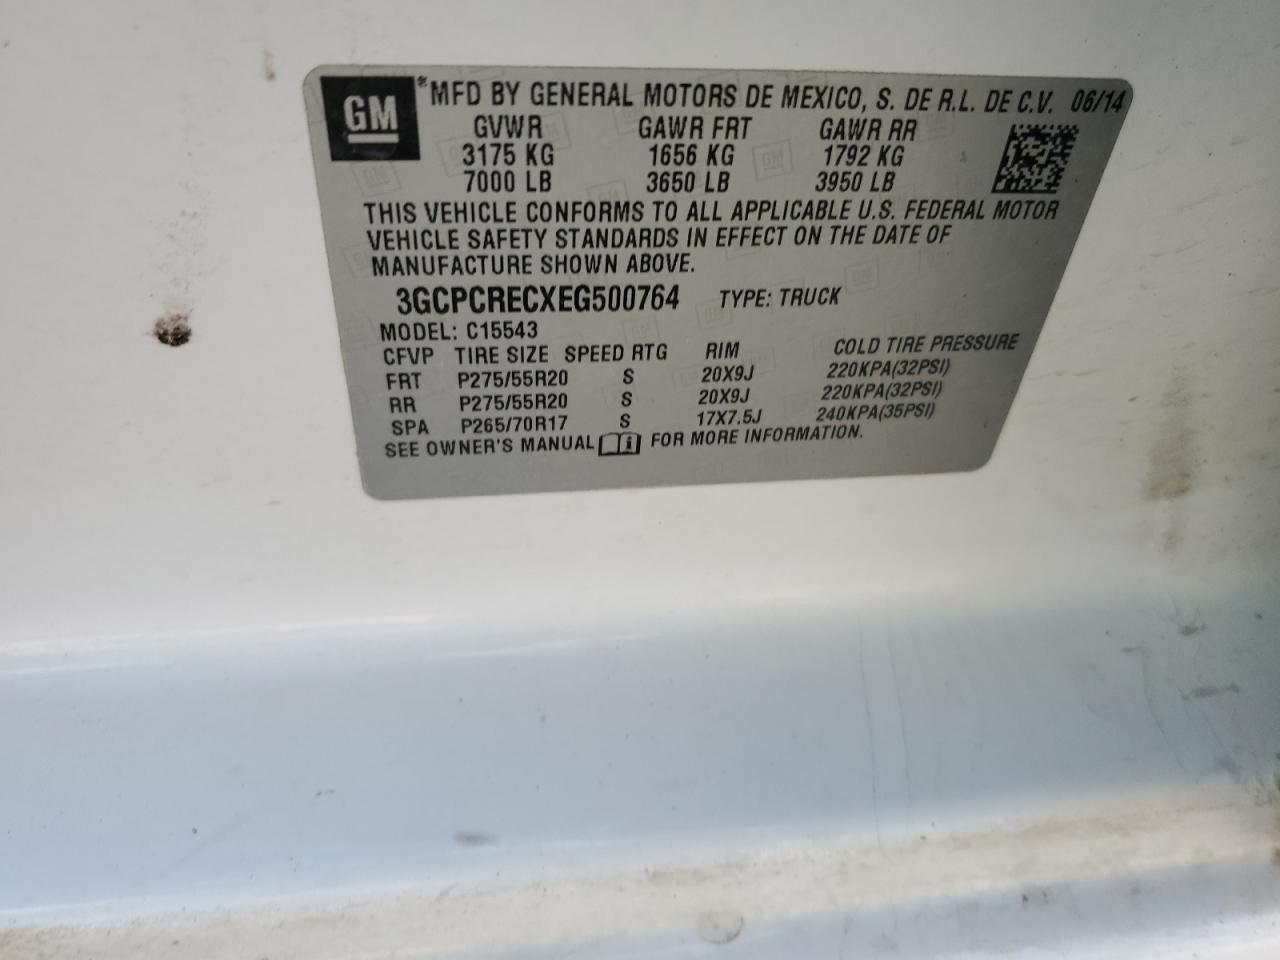 GM
*MFD BY GENERAL MOTORS DE MEXICO, S. DE R.L. DE C.V. 06/14
GVWR GAWR FRT GAWR RR
3175 KG 1656 KG 1792 KG
7000 LB 3650 LB 3950 LB
THIS VEHICLE CONFORMS TO ALL APPLICABLE U.S. FEDERAL MOTOR
VEHICLE SAFETY STANDARDS IN EFFECT ON THE DATE OF
MANUFACTURE SHOWN ABOVE.
3GCPCRECXEG500764 TYPE: TRUCK
MODEL: C15543
CFVP TIRE SIZE SPEED RTG RIM COLD TIRE PRESSURE
FRT P275/55R20 S 20X9J 220KPA(32PSI)
RR P275/55R20 S 20X9J 220KPA(32PSI)
SPA P265/70R17 S 17X7.5J 240KPA(35PSI)
SEE OWNER'S MANUAL i FOR MORE INFORMATION.